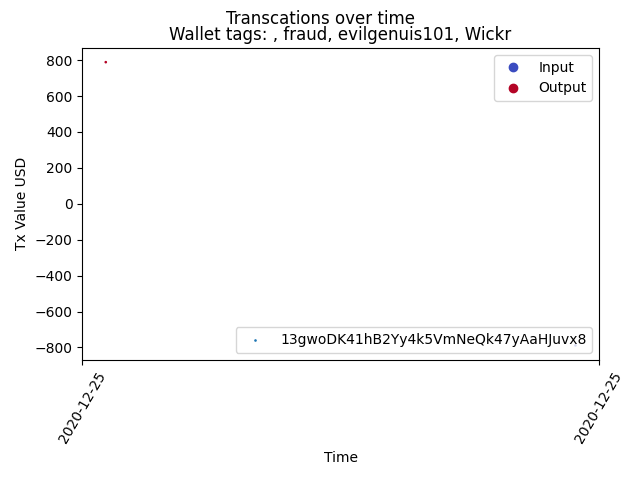 Transcations over time
Wallet tags: , fraud, evilgenuis101, Wickr
800
600
400
200
0
−200
−400
−600
−800
Tx Value USD
Input
Output
13gwoDK41hB2Yy4k5VmNeQk47yAaHJuvx8
2020-12-25
2020-12-25
Time